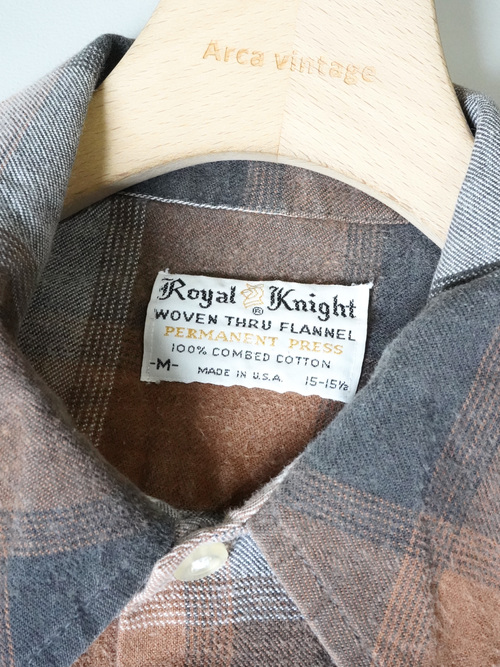 Arca vintage
Royal Knight
®
WOVEN THRU FLANNEL
PERMANENT PRESS
100% COMBED COTTON
-M- MADE IN U.S.A. 15-15½